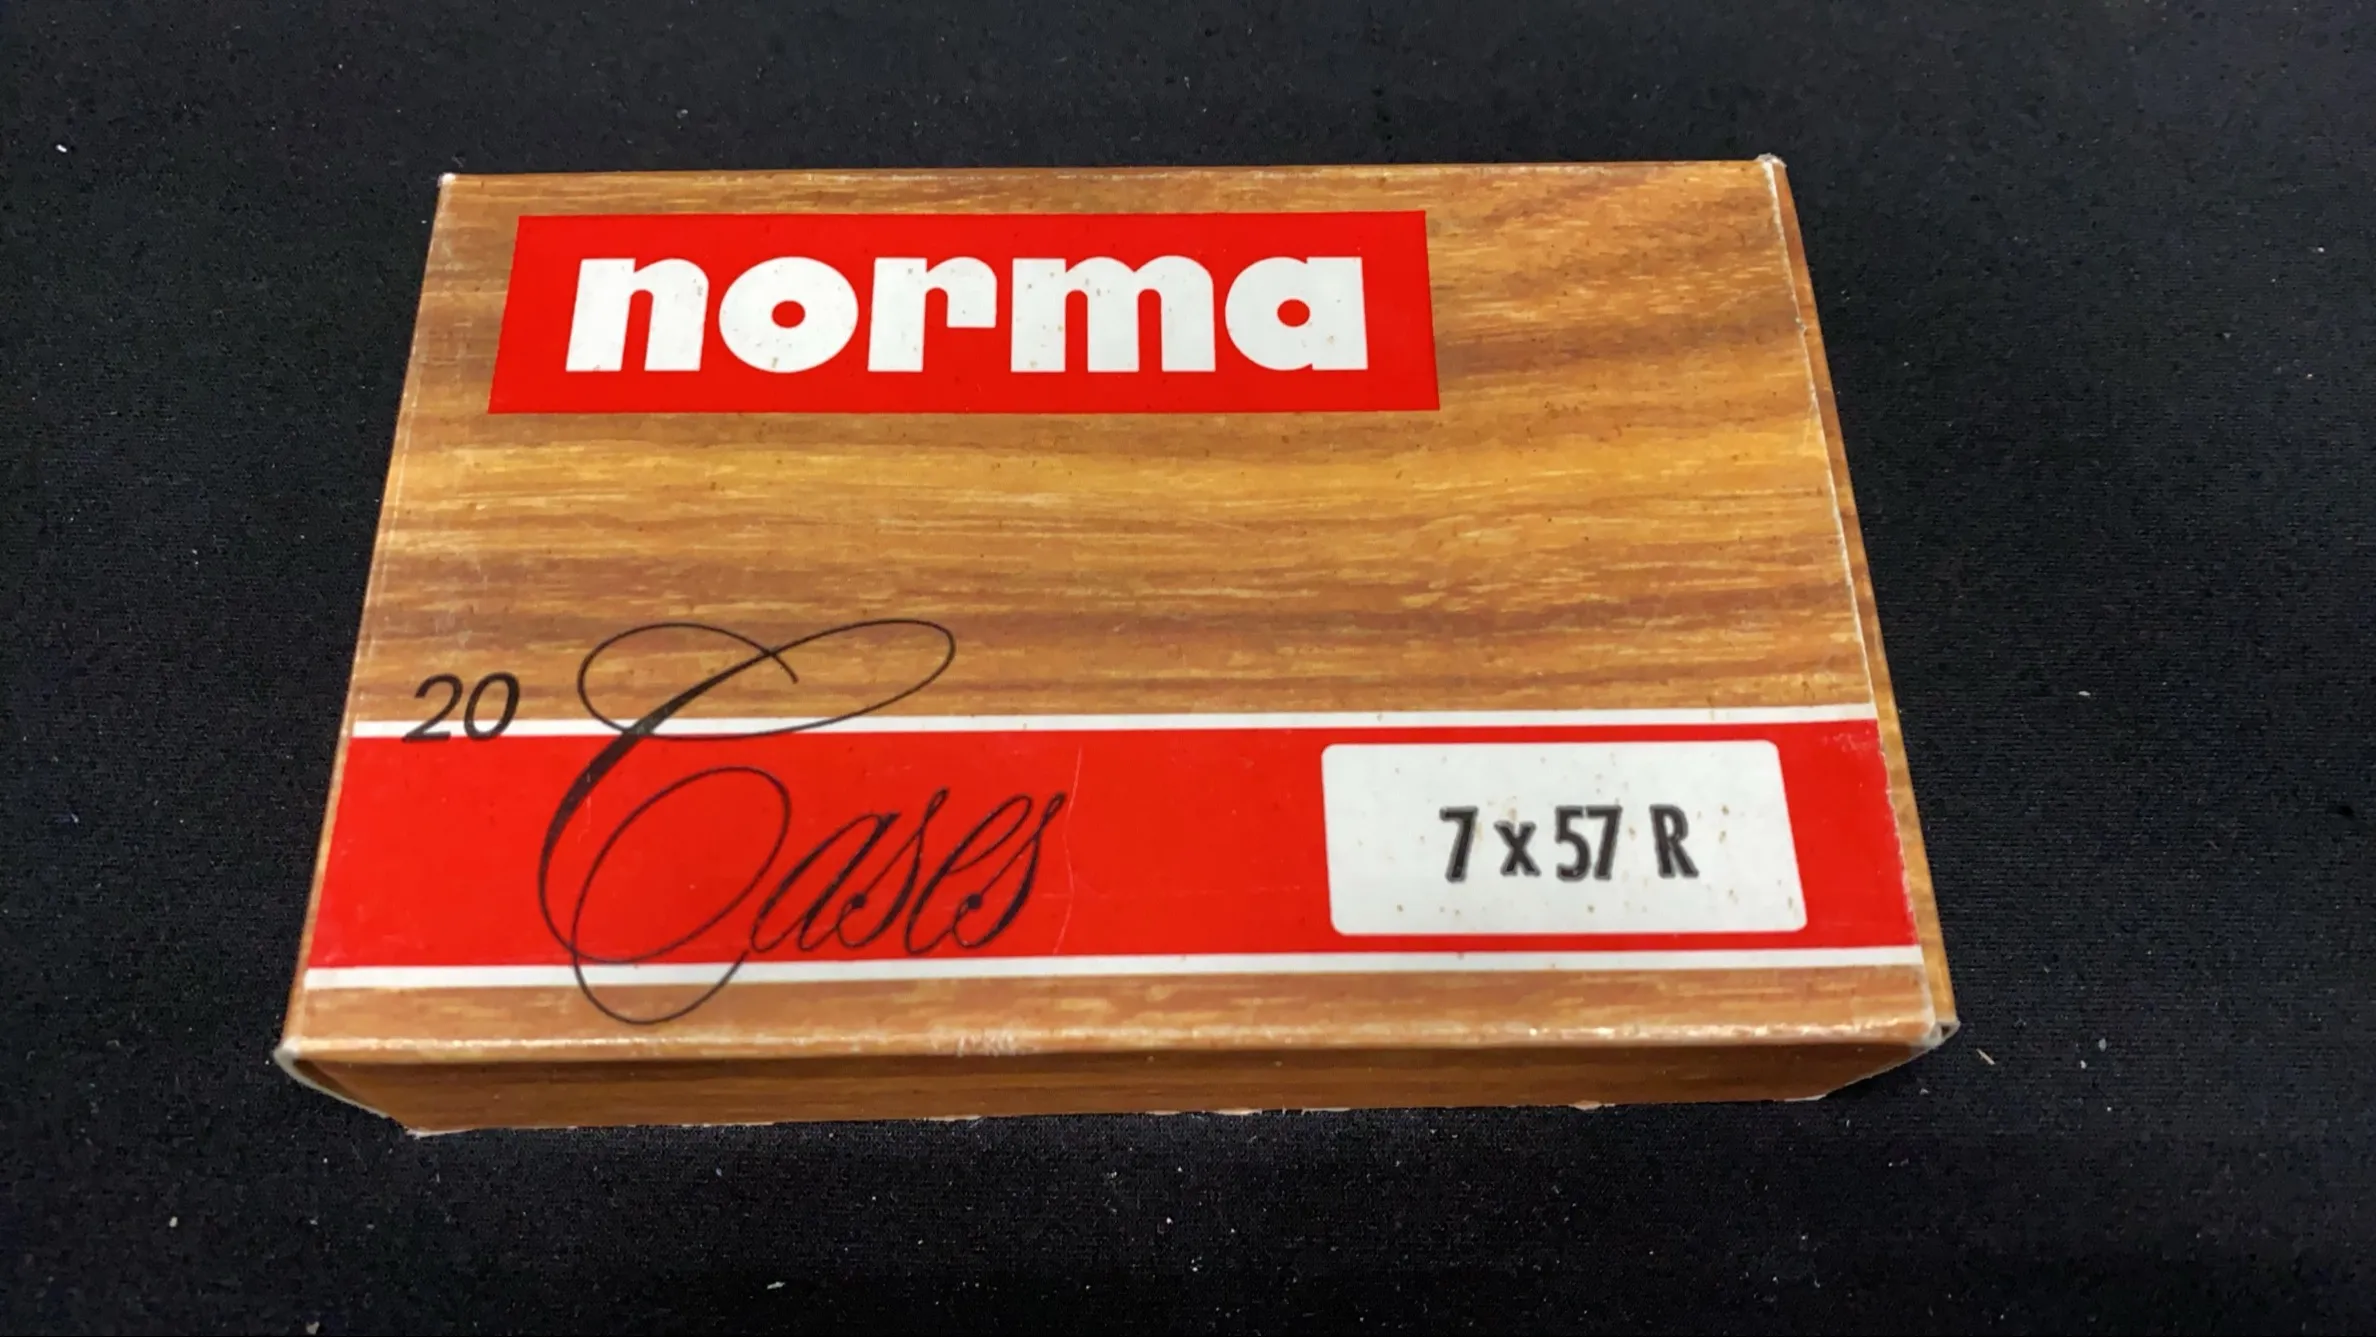 norma
20 Cases
7 x 57 R